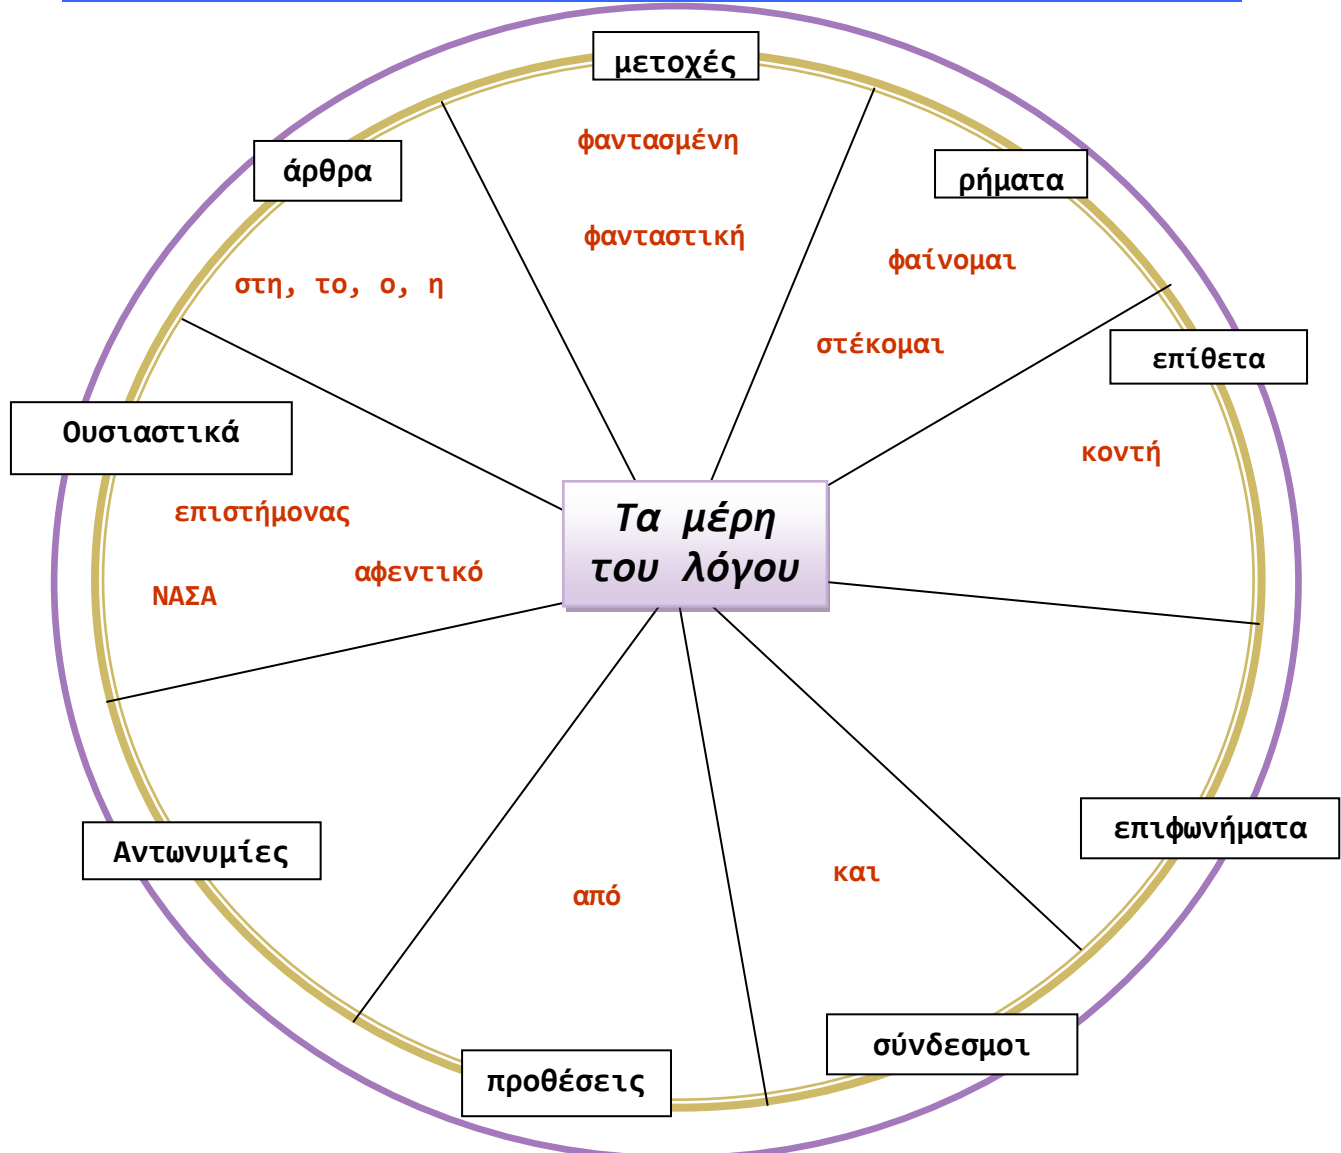 μετοχές
φαντασμένη
φανταστική
άρθρα
στη, το, ο, η
ρήματα
φαίνομαι
στέκομαι
επίθετα
κοντή
Ουσιαστικά
επιστήμονας
αφεντικό
ΝΑΣΑ
Τα μέρη
του λόγου
Αντωνυμίες
από
και
επιφωνήματα
σύνδεσμοι
προθέσεις